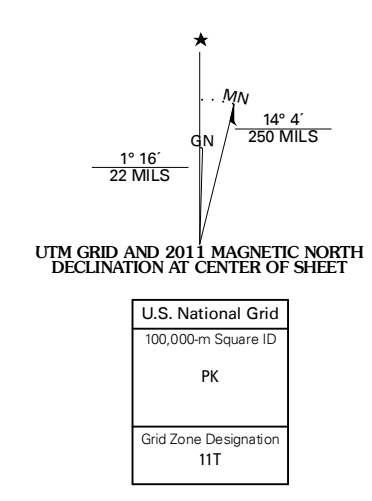 ★
MN
GN
14° 4´
250 MILS
1° 16´
22 MILS
UTM GRID AND 2011 MAGNETIC NORTH
DECLINATION AT CENTER OF SHEET
U.S. National Grid
100,000-m Square ID
PK
Grid Zone Designation
11T